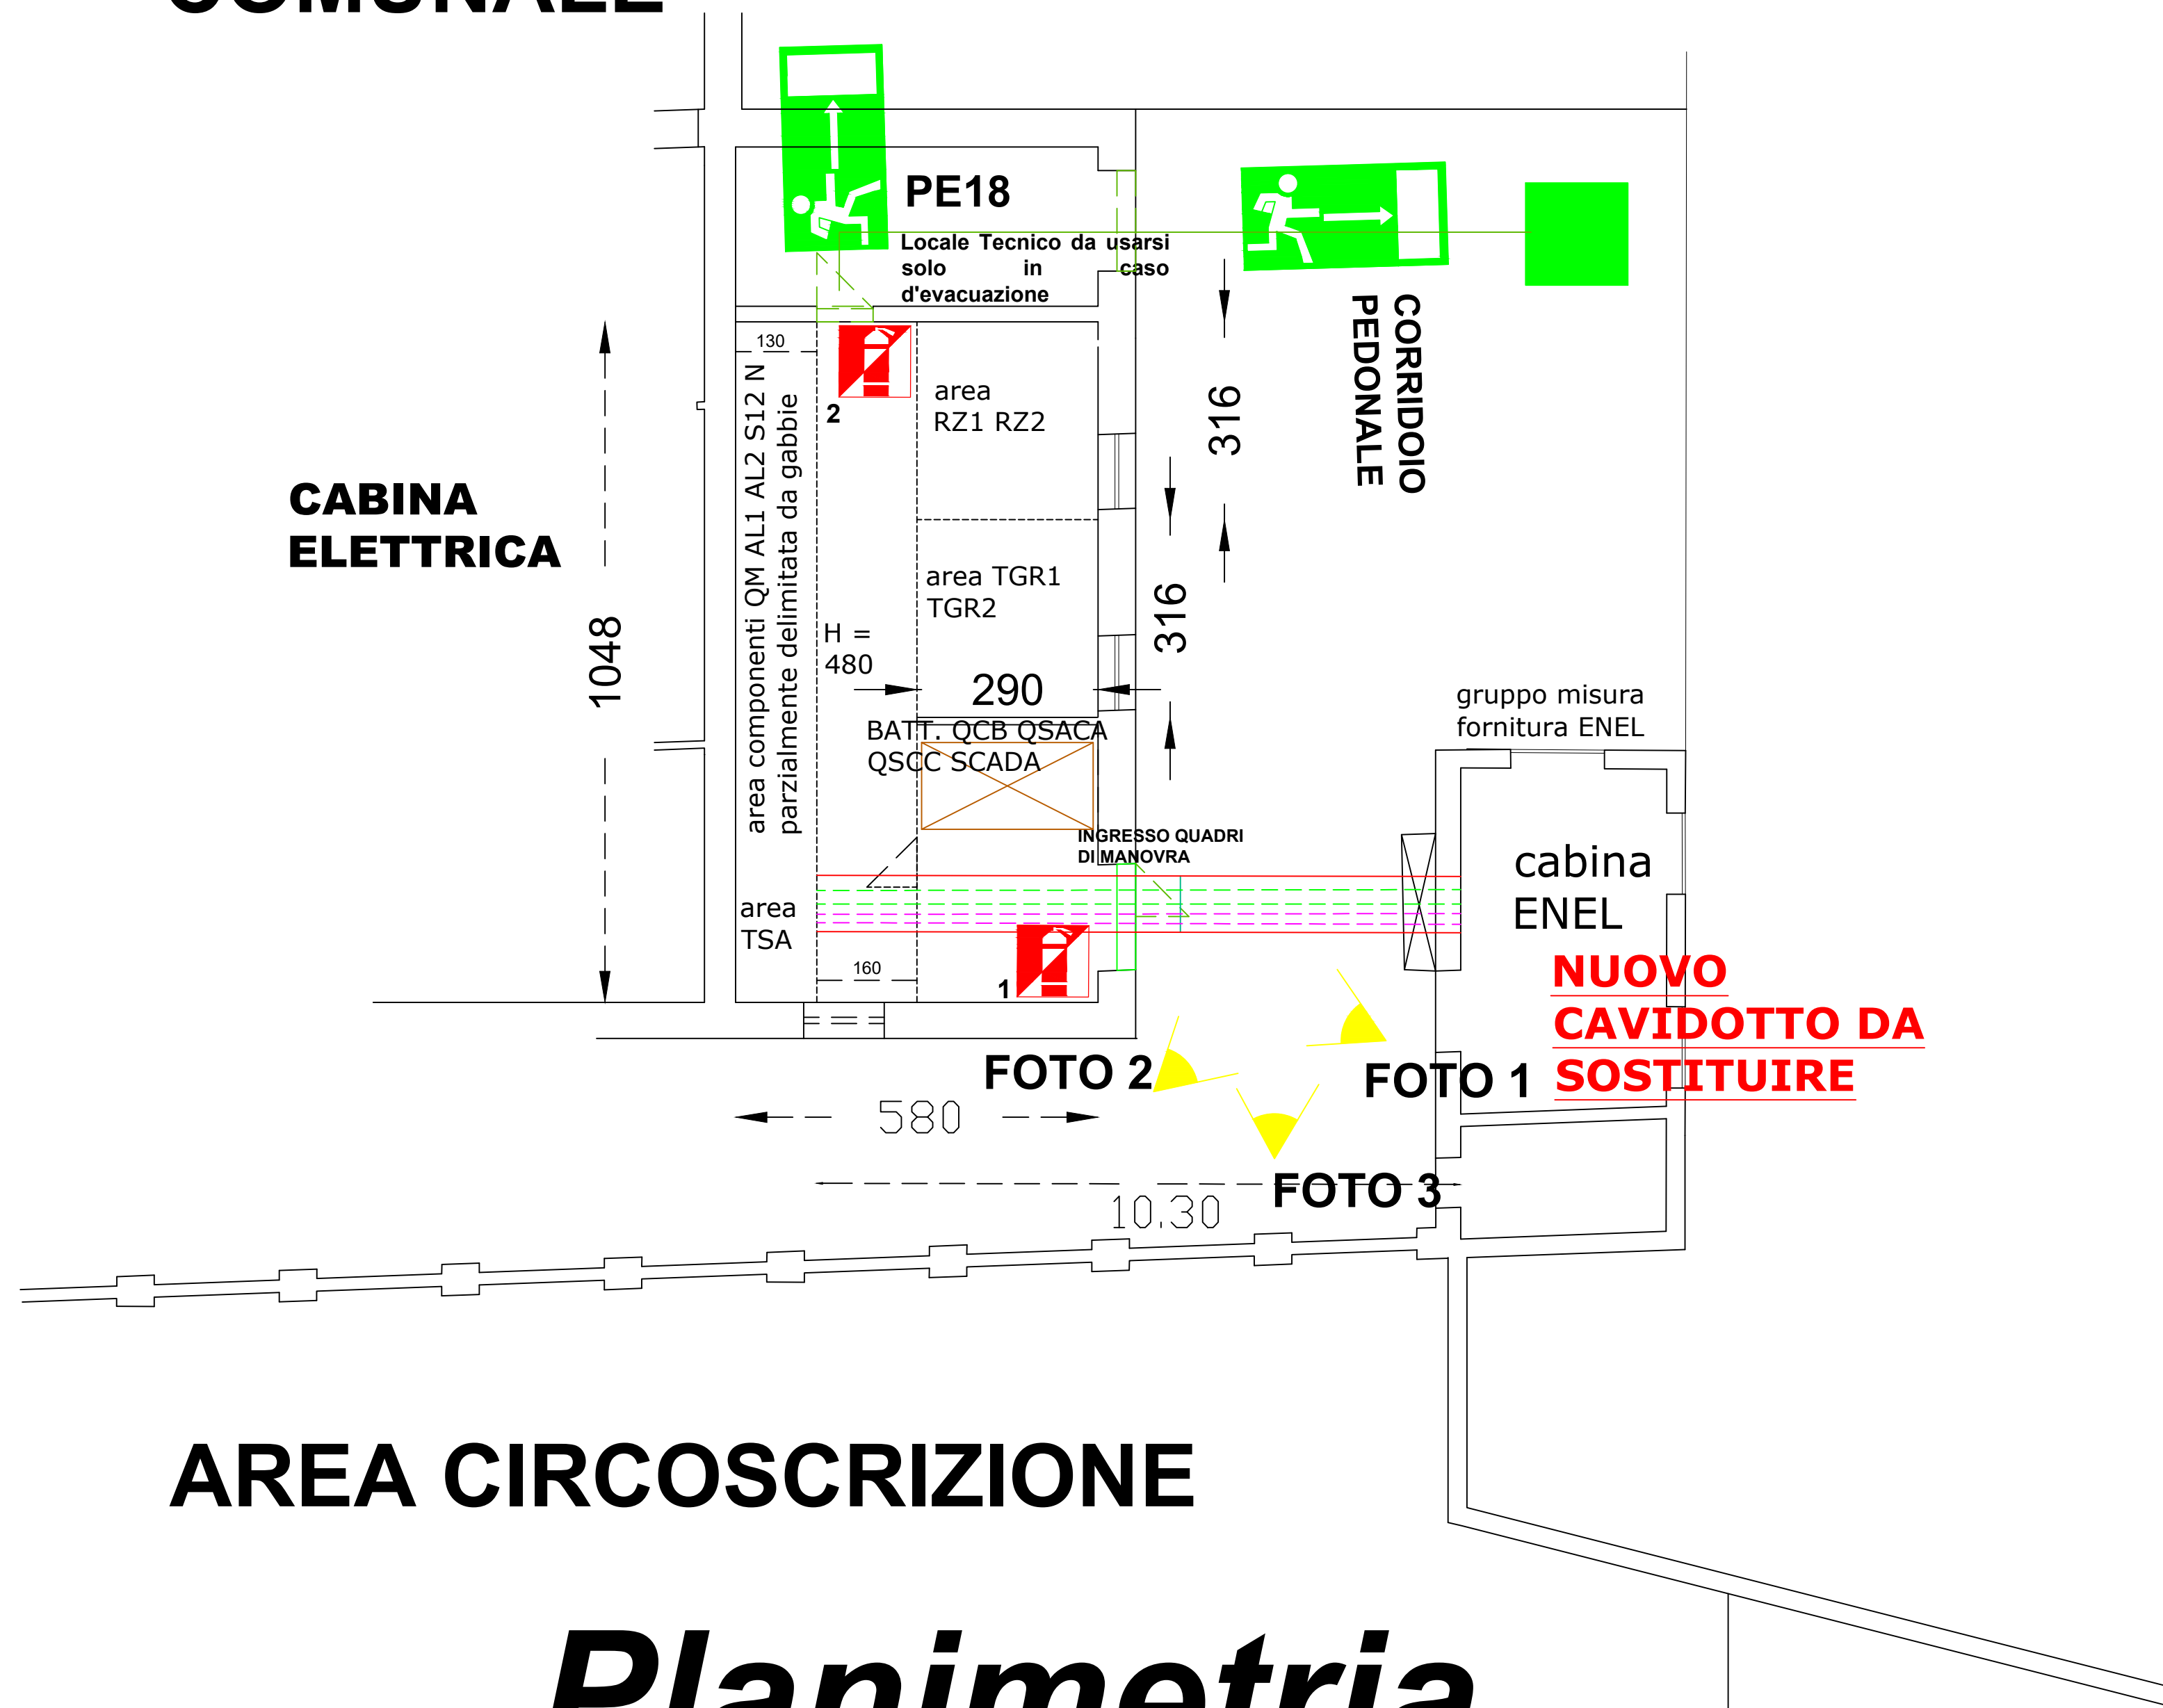 COMUNALE
PE18
Locale Tecnico da usarsi
solo in caso
d'evacuazione
CORRIDOIO
PEDONALE
130
2
area
RZ1 RZ2
316
CABINA
ELETTRICA
area componenti QM AL1 AL2 S12 N
parzialmente delimitata da gabbie
area TGR1
TGR2
316
1048
H =
480
290
gruppo misura
fornitura ENEL
BATT. QCB QSACA
QSCC SCADA
INGRESSO QUADRI
DI MANOVRA
cabina
ENEL
area
TSA
160
1
NUOVO
CAVIDOTTO DA
SOSTITUIRE
FOTO 2
FOTO 1
580
FOTO 3
10.30
AREA CIRCOSCRIZIONE
Planimetria